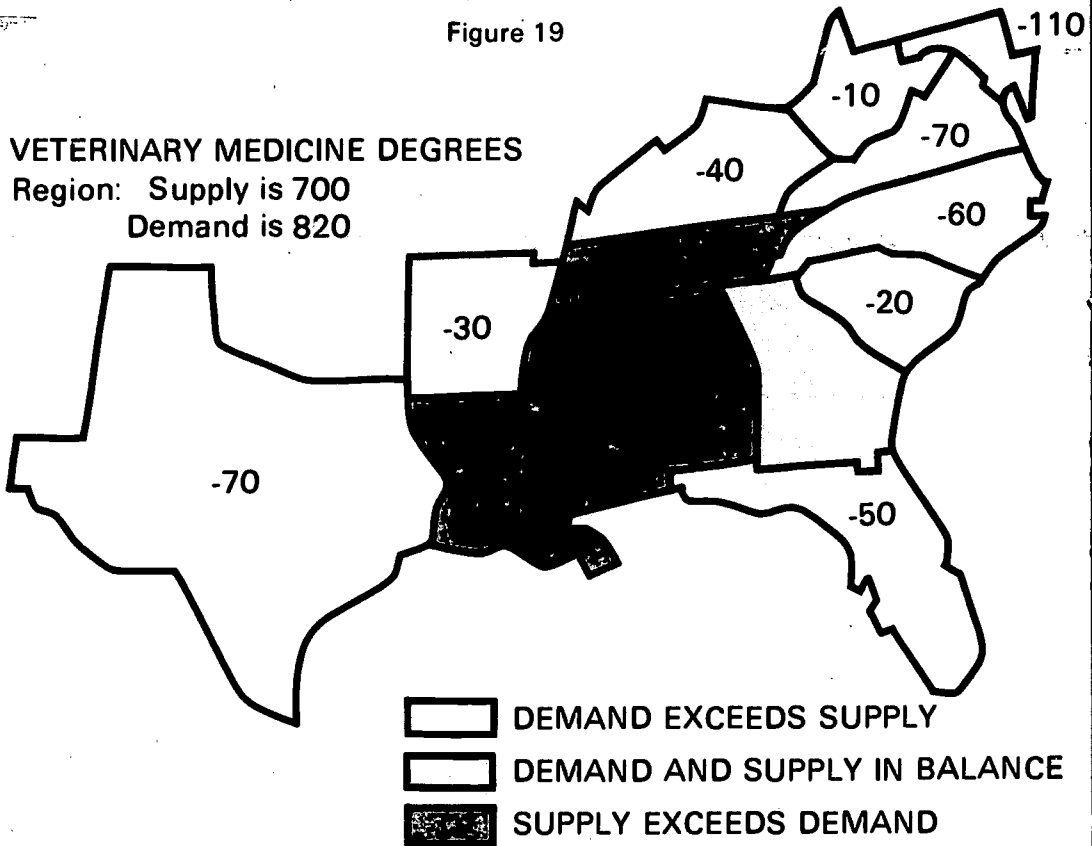 Figure 19
-110
-10
VETERINARY MEDICINE DEGREES
-70
-40
Region: Supply is 700
-60
Demand is 820
-20
-30
-70
-50
DEMAND EXCEEDS SUPPLY
DEMAND AND SUPPLY IN BALANCE
SUPPLY EXCEEDS DEMAND